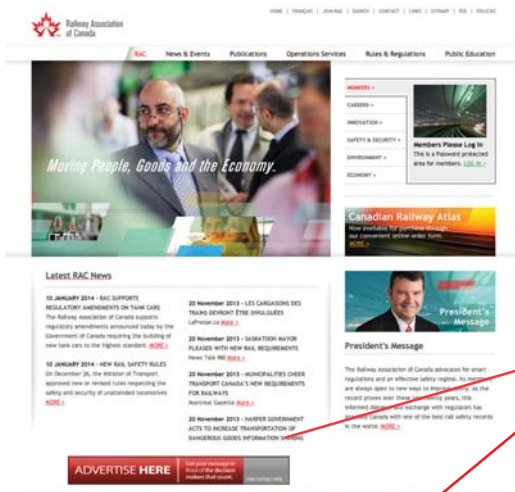 HOME | FRANÇAIS | JOIN RAC | SEARCH | CONTACT | LINKS | SITEMAP | RSS | POLICIES
Railway Association
of Canada
RAC News & Events Publications Operations Services Rules & Regulations Public Education
Moving People, Goods and the Economy.
MEMBERS »
CAREERS »
INNOVATION »
SAFETY & SECURITY »
ENVIRONMENT »
ECONOMY »
Members Please Log In
This is a Password protected
area for members. LOG IN »
Canadian Railway Atlas
Now available for purchase through
our convenient online order form.
MORE »
Latest RAC News
10 JANUARY 2014 - RAC SUPPORTS
REGULATORY AMENDMENTS ON TANK CARS
The Railway Association of Canada supports
regulatory amendments announced today by the
Government of Canada requiring the building of
new tank cars to the highest standard. MORE »
10 JANUARY 2014 - NEW RAIL SAFETY RULES
On December 26, the Minister of Transport
approved new or revised rules respecting the
safety and security of unattended locomotives
MORE »
20 November 2013 - LES CARGAISONS DES
TRAINS DEVRONT ÊTRE DIVULGUÉES
LaPresse.ca More »
20 November 2013 - SASKATOON MAYOR
PLEASED WITH NEW RAIL REQUIREMENTS
News Talk 980 More »
20 November 2013 - MUNICIPALITIES CHEER
TRANSPORT CANADA'S NEW REQUIREMENTS
FOR RAILWAYS
Montreal Gazette More »
20 November 2013 - HARPER GOVERNMENT
ACTS TO INCREASE TRANSPORTATION OF
DANGEROUS GOODS INFORMATION SHARING
President's
Message
President's Message
The Railway Association of Canada advocates for smart
regulations and an effective safety regime. Its members
are always open to new ways to improve safety. As the
record proves over these twenty years, this
informed dialogue and exchange with regulators has
Canada with one of the best rail safety records
in the world. MORE »
ADVERTISE HERE
Get your message in
front of the decision
makers that count.